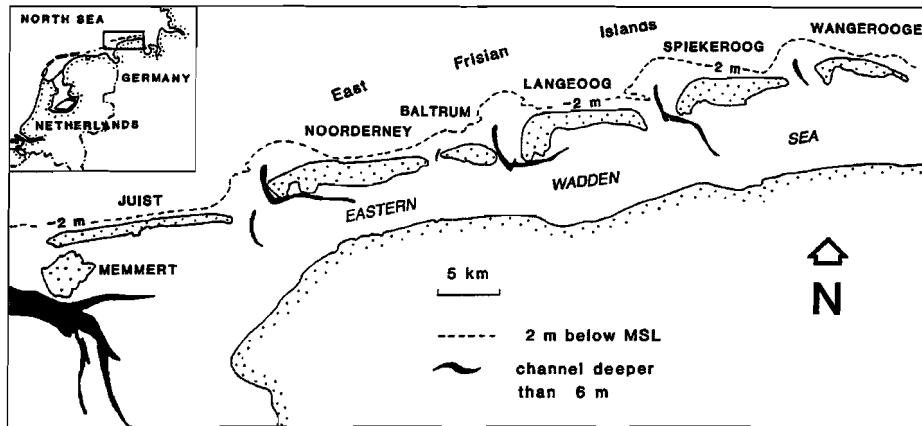 NORTH SEA
GERMANY
NETHERLANDS
East Frisian Islands
WANGEROOGE
SPIEKEROOG
2 m
LANGEOOG
2 m
BALTRUM
NOORDERNEY
SEA
WADDEN
EASTERN
JUIST
2 m
MEMMERT
5 km
N
2 m below MSL
channel deeper
than 6 m